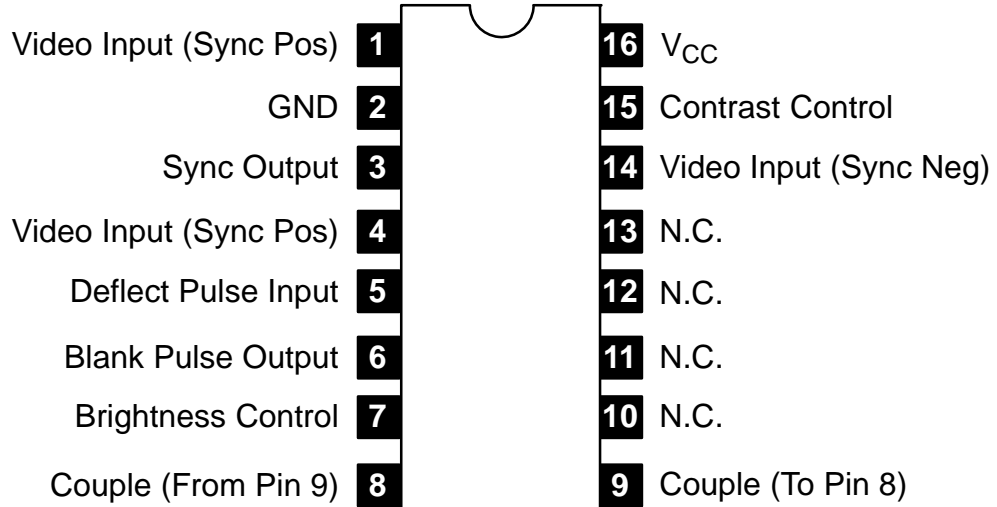 Video Input (Sync Pos) 1 16 VCC
GND 2 15 Contrast Control
Sync Output 3 14 Video Input (Sync Neg)
Video Input (Sync Pos) 4 13 N.C.
Deflect Pulse Input 5 12 N.C.
Blank Pulse Output 6 11 N.C.
Brightness Control 7 10 N.C.
Couple (From Pin 9) 8 9 Couple (To Pin 8)